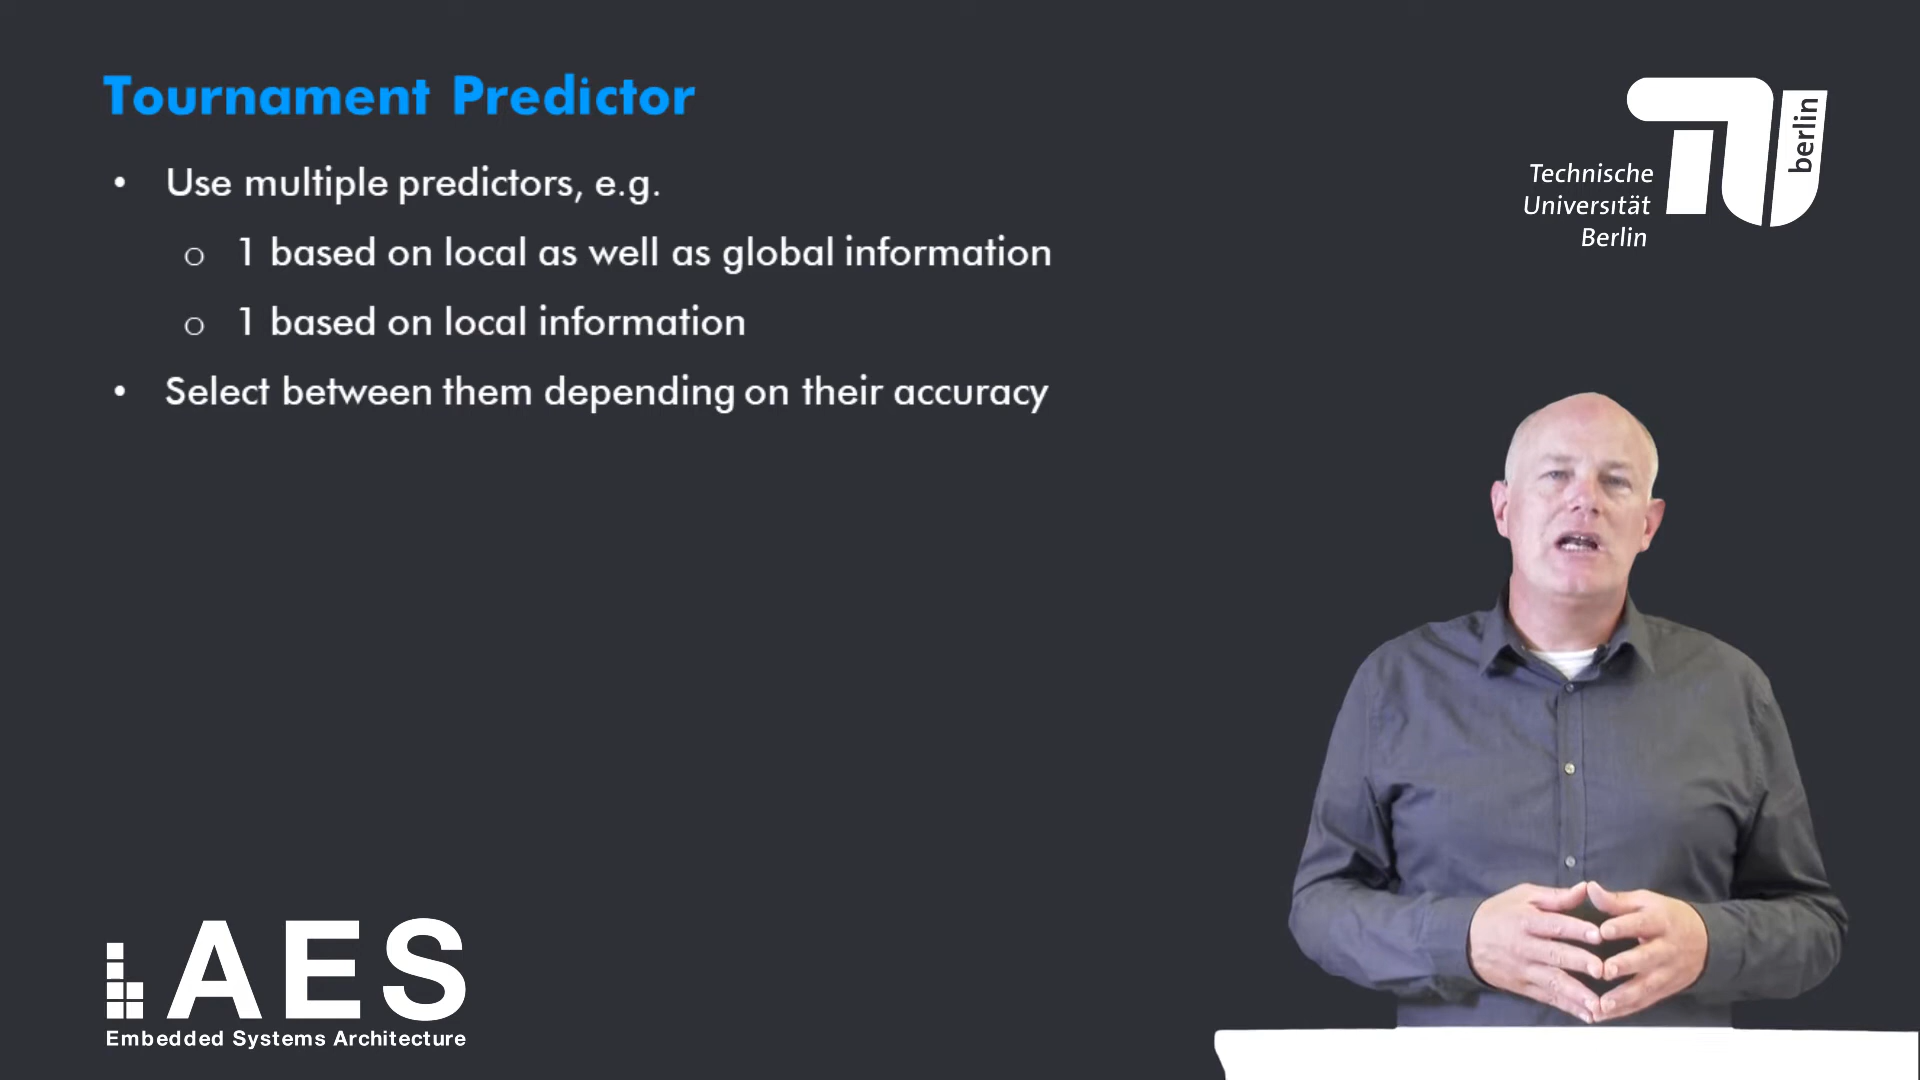 Tournament Predictor
• Use multiple predictors, e.g.
o 1 based on local as well as global information
o 1 based on local information
• Select between them depending on their accuracy
Technische
Universität
Berlin
berlin
AES
Embedded Systems Architecture